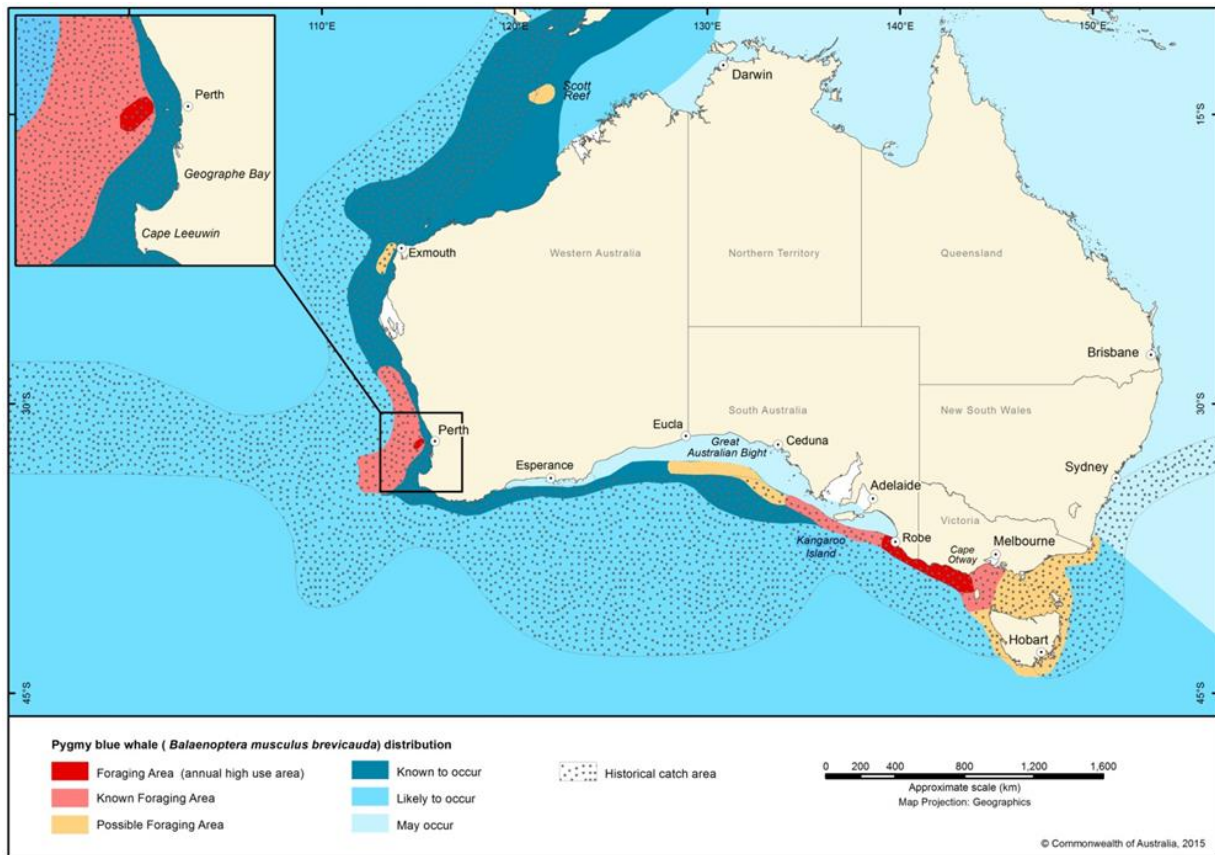 110°E
120°E
130°E
140°E
150°E
Perth
Geographe Bay
Cape Leeuwin
Scott
Reef
Darwin
15°S
15°S
Exmouth
Western Australia
Northern Territory
Queensland
Brisbane
30°S
30°S
South Australia
New South Wales
Perth
Eucla
Great
Australian Bight
Ceduna
Esperance
Sydney
Adelaide
Victoria
Kangaroo
Island
Robe
Cape
Otway
Melbourne
Hobart
45°S
45°S
Pygmy blue whale ( Balaenoptera musculus brevicauda) distribution
Foraging Area (annual high use area)
Known Foraging Area
Possible Foraging Area
Known to occur
Likely to occur
May occur
Historical catch area
0 200 400 800 1,200 1,600
Approximate scale (km)
Map Projection: Geographics
© Commonwealth of Australia, 2015